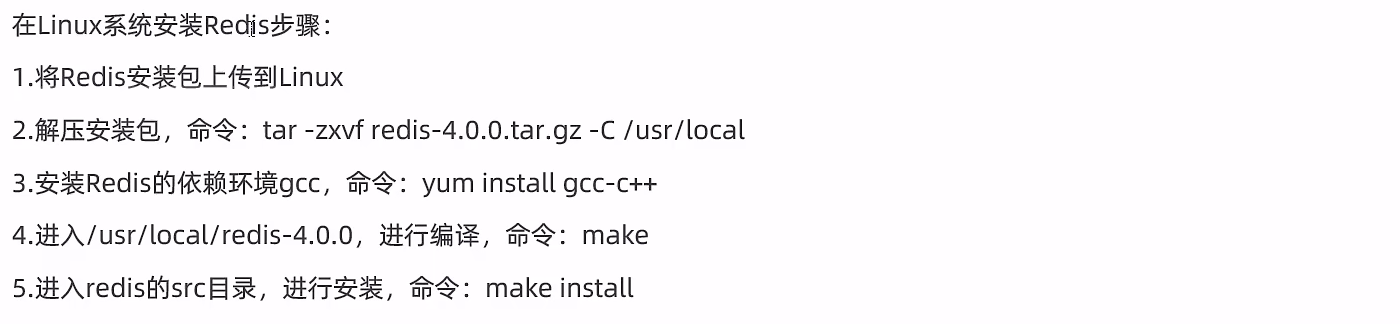 在Linux系统安装Redis步骤：
1.将Redis安装包上传到Linux
2.解压安装包，命令：tar -zxvf redis-4.0.0.tar.gz -C /usr/local
3.安装Redis的依赖环境gcc，命令：yum install gcc-c++
4.进入/usr/local/redis-4.0.0，进行编译，命令：make
5.进入redis的src目录，进行安装，命令：make install